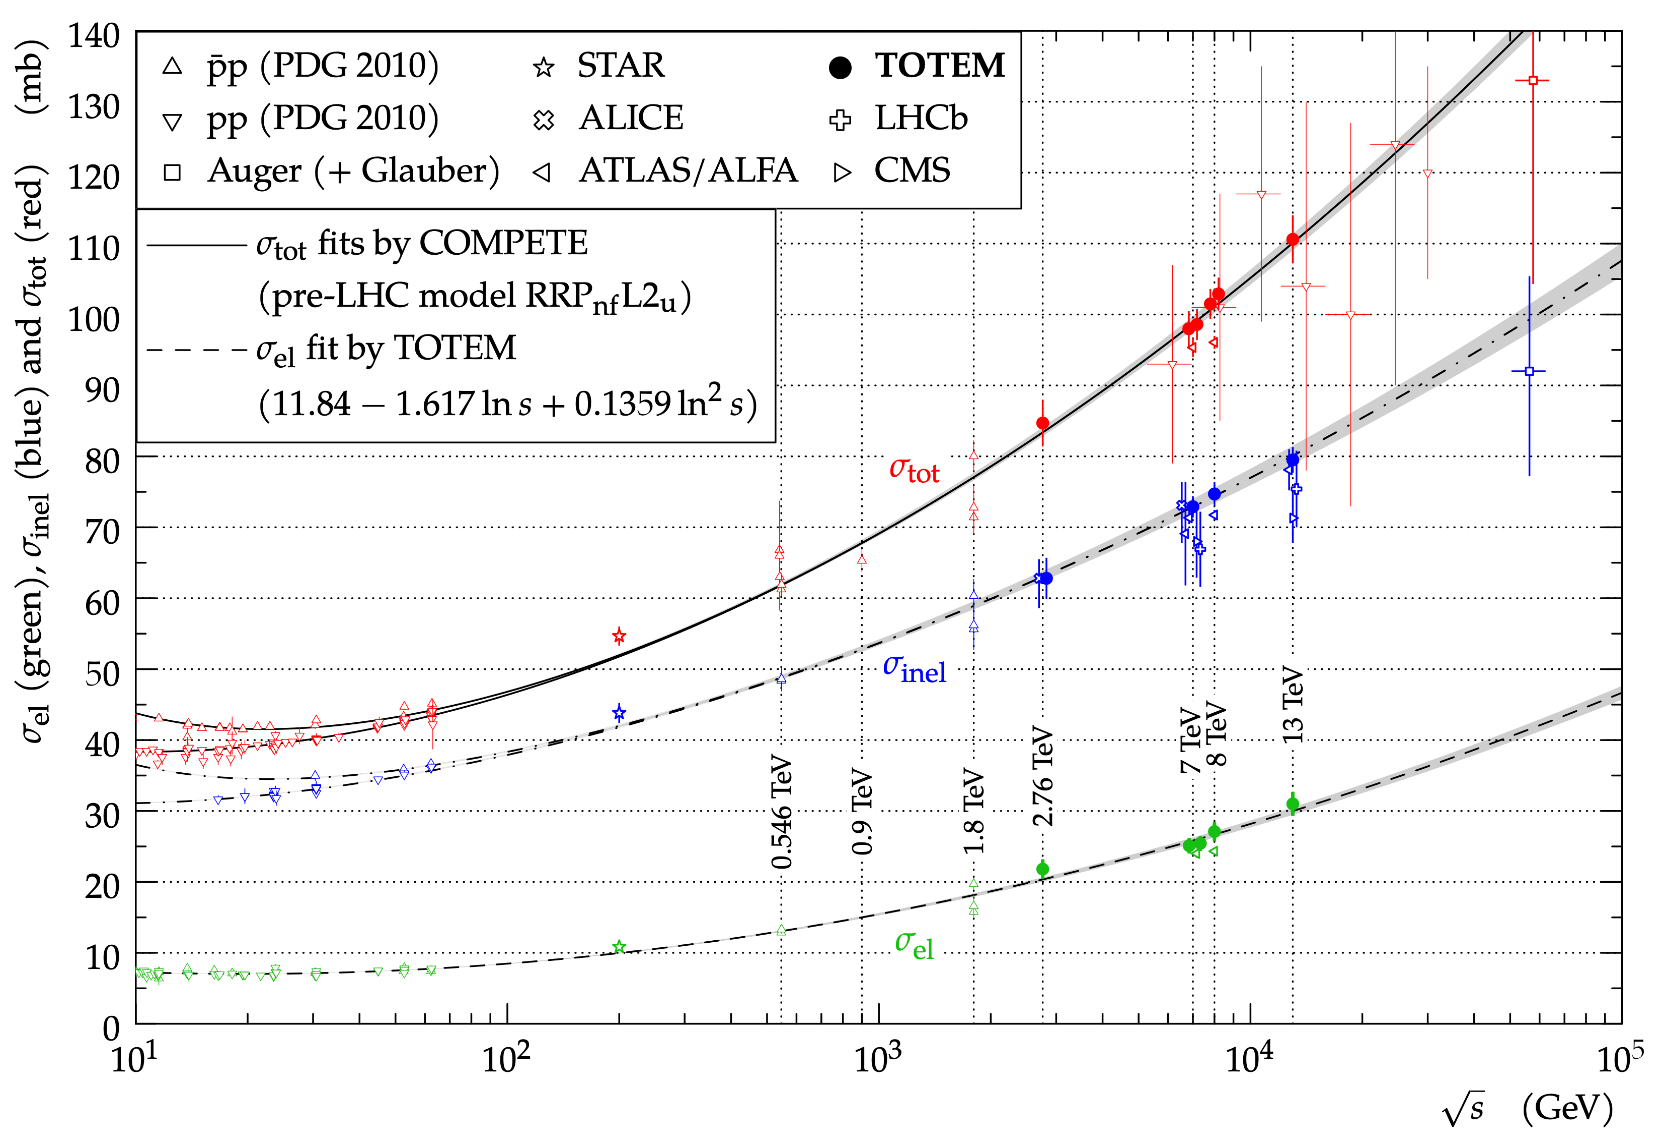 σel (green), σinel (blue) and σtot (red) (mb)
140
130
120
110
100
90
80
70
60
50
40
30
20
10
0
p̄p (PDG 2010)
pp (PDG 2010)
Auger (+ Glauber)
STAR
ALICE
ATLAS/ALFA
TOTEM
LHCb
CMS
σtot fits by COMPETE
(pre-LHC model RRPnfL2u)
σel fit by TOTEM
(11.84 − 1.617 ln s + 0.1359 ln² s)
σtot
σinel
σel
0.546 TeV
0.9 TeV
1.8 TeV
2.76 TeV
7 TeV
8 TeV
13 TeV
10¹
10²
10³
10⁴
10⁵
√s (GeV)